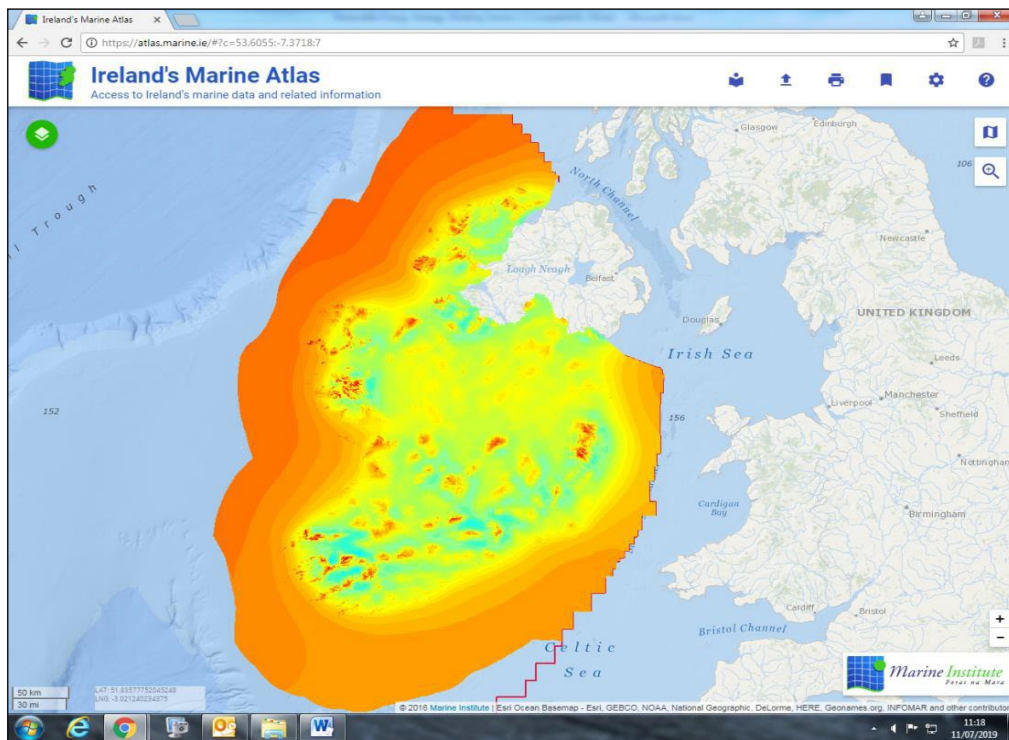 Ireland's Marine Atlas
https://atlas.marine.ie/#?c=53.6055:-7.3718:7
Ireland's Marine Atlas
Access to Ireland's marine data and related information
Glasgow
Edinburgh
106
l Trough
North Channel
Newcastle
Lough Neagh
Belfast
Douglas
UNITED KINGDOM
Irish Sea
Leeds
152
156
Liverpool
Manchester
Sheffield
Nottingham
Cardigan
Bay
Birmingham
Cardiff
Bristol
Bristol Channel
Celtic
Sea
+
−
Marine Institute
Foras na Mara
50 km
30 mi
© 2016 Marine Institute | Esri Ocean Basemap - Esri, GEBCO, NOAA, National Geographic, DeLorme, HERE, Geonames.org, INFOMAR and other contributor
11:18
11/07/2019